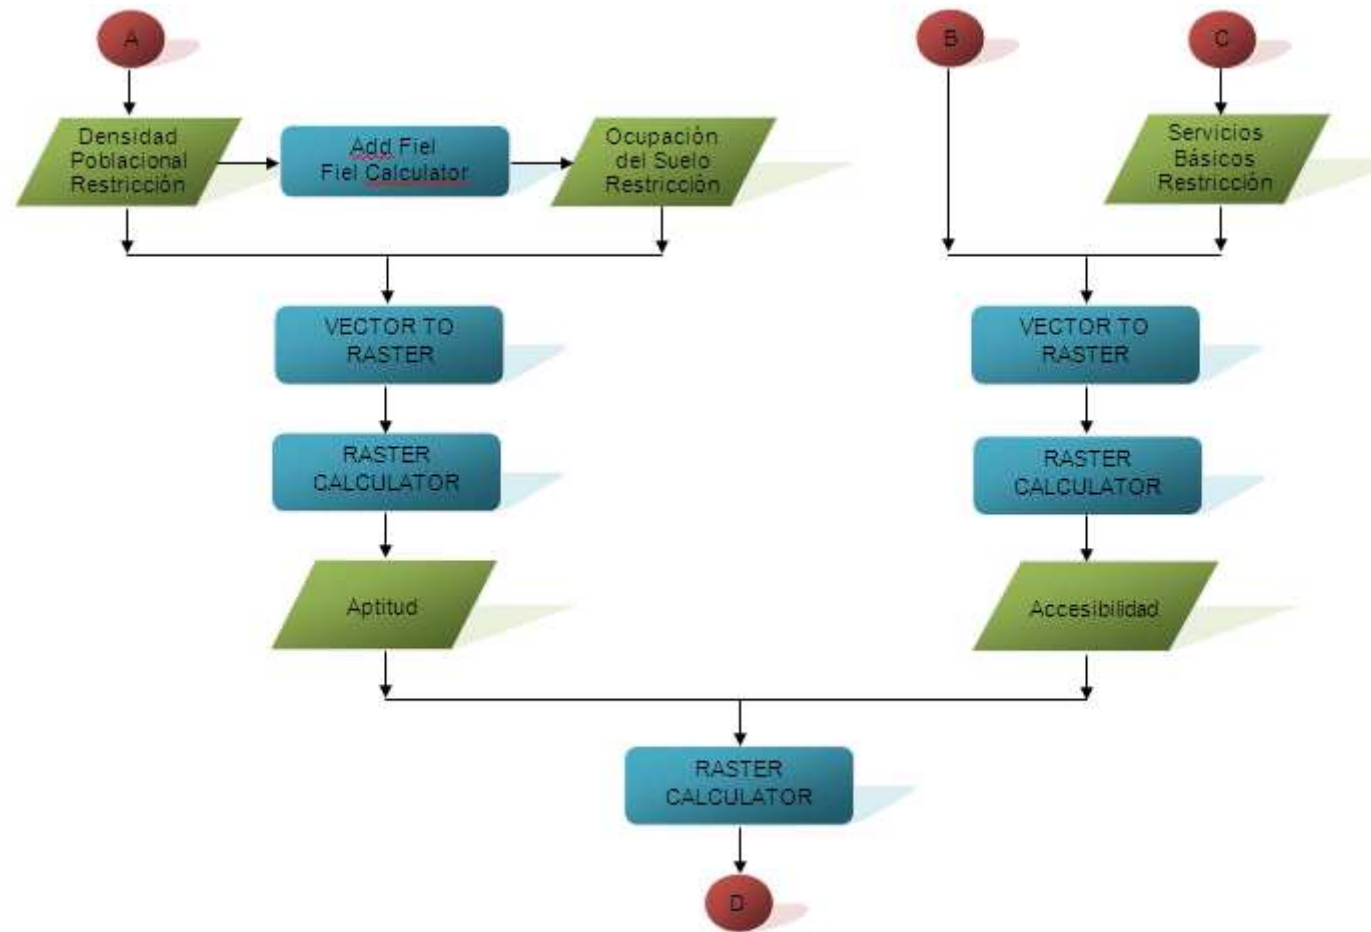 A
B
C
Densidad
Poblacional
Restricción
Add Fiel
Fiel Calculator
Ocupación
del Suelo
Restricción
Servicios
Básicos
Restricción
VECTOR TO
RASTER
VECTOR TO
RASTER
RASTER
CALCULATOR
RASTER
CALCULATOR
Aptitud
Accesibilidad
RASTER
CALCULATOR
D